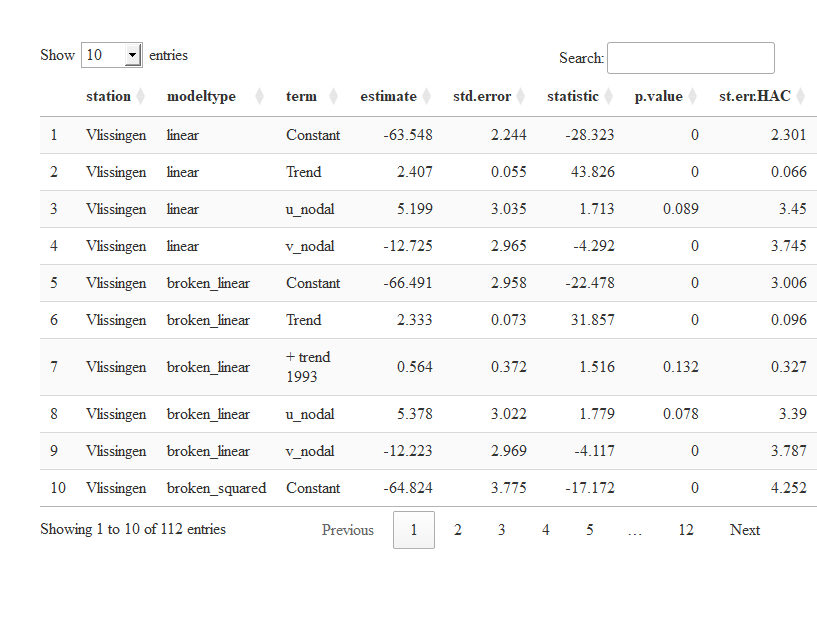 Show 10 entries Search:
station modeltype term estimate std.error statistic p.value st.err.HAC
1 Vlissingen linear Constant -63.548 2.244 -28.323 0 2.301
2 Vlissingen linear Trend 2.407 0.055 43.826 0 0.066
3 Vlissingen linear u_nodal 5.199 3.035 1.713 0.089 3.45
4 Vlissingen linear v_nodal -12.725 2.965 -4.292 0 3.745
5 Vlissingen broken_linear Constant -66.491 2.958 -22.478 0 3.006
6 Vlissingen broken_linear Trend 2.333 0.073 31.857 0 0.096
7 Vlissingen broken_linear + trend 1993 0.564 0.372 1.516 0.132 0.327
8 Vlissingen broken_linear u_nodal 5.378 3.022 1.779 0.078 3.39
9 Vlissingen broken_linear v_nodal -12.223 2.969 -4.117 0 3.787
10 Vlissingen broken_squared Constant -64.824 3.775 -17.172 0 4.252
Showing 1 to 10 of 112 entries Previous 1 2 3 4 5 … 12 Next